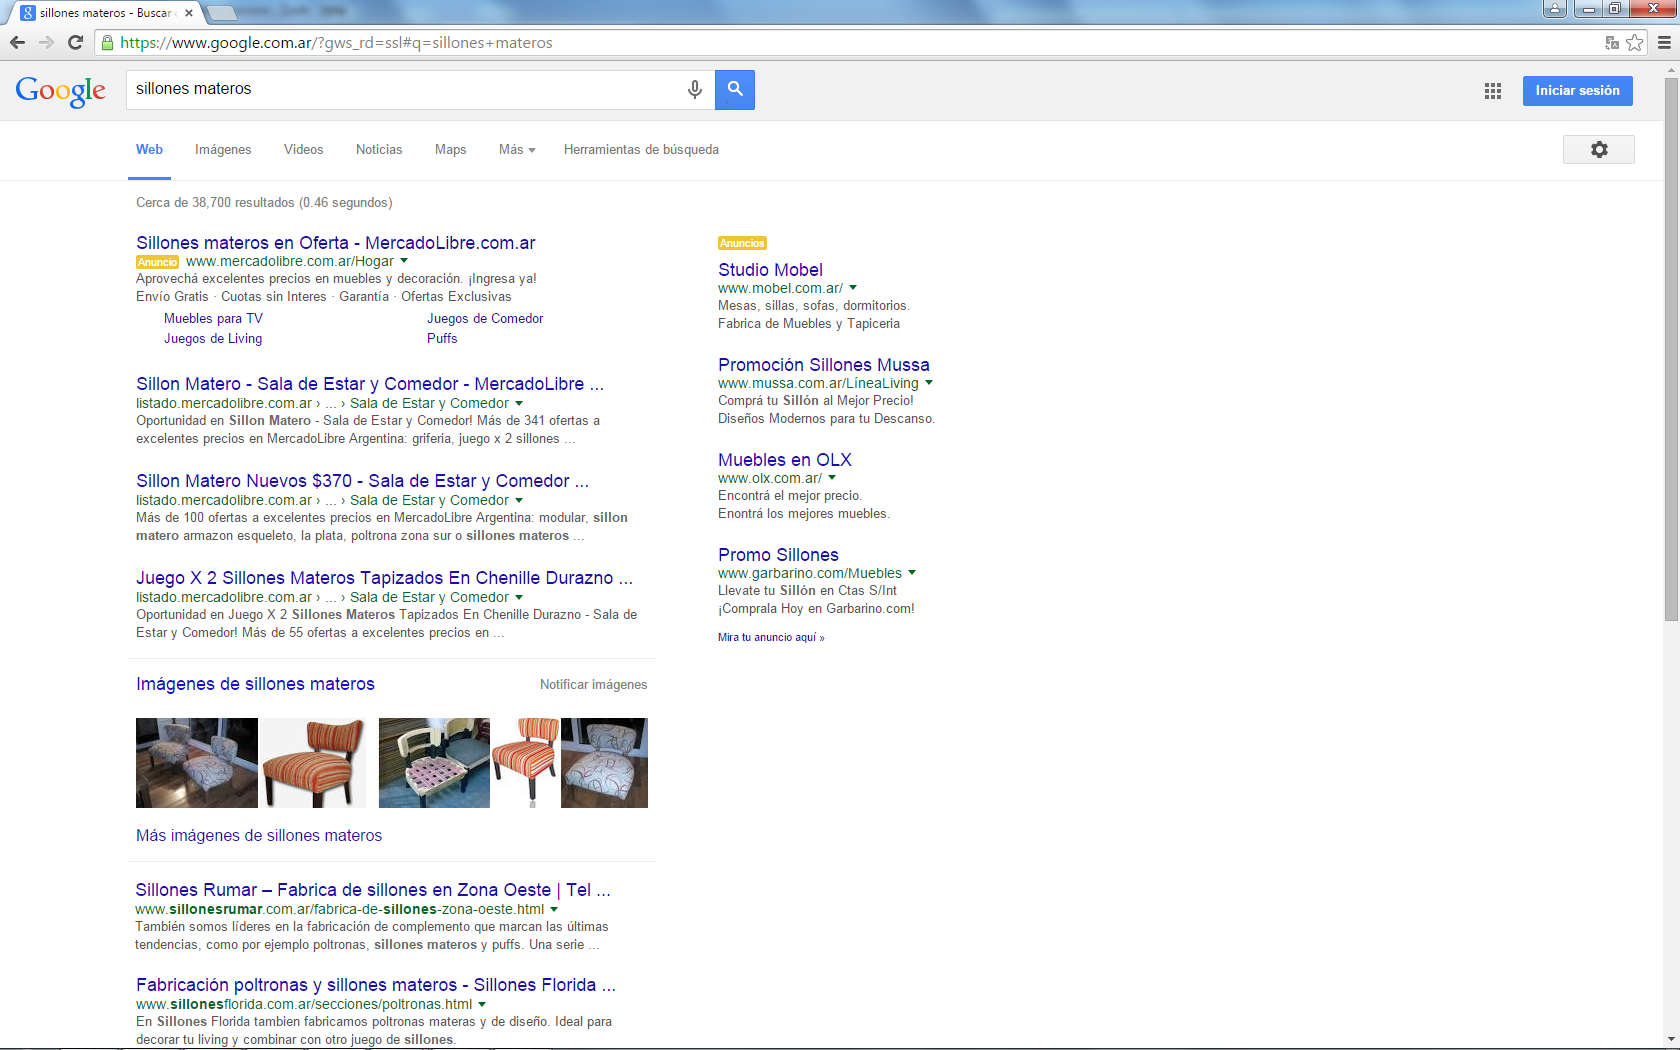 sillones materos - Buscar
https://www.google.com.ar/?gws_rd=ssl#q=sillones+materos
Google
sillones materos
Iniciar sesión
Web
Imágenes
Videos
Noticias
Maps
Más
Herramientas de búsqueda
Cerca de 38,700 resultados (0.46 segundos)
Sillones materos en Oferta - MercadoLibre.com.ar
Anuncio www.mercadolibre.com.ar/Hogar
Aprovechá excelentes precios en muebles y decoración. ¡Ingresa ya!
Envío Gratis · Cuotas sin Interes · Garantía · Ofertas Exclusivas
Muebles para TV
Juegos de Comedor
Juegos de Living
Puffs
Sillon Matero - Sala de Estar y Comedor - MercadoLibre ...
listado.mercadolibre.com.ar › ... › Sala de Estar y Comedor
Oportunidad en Sillon Matero - Sala de Estar y Comedor! Más de 341 ofertas a
excelentes precios en MercadoLibre Argentina: griferia, juego x 2 sillones ...
Sillon Matero Nuevos $370 - Sala de Estar y Comedor ...
listado.mercadolibre.com.ar › ... › Sala de Estar y Comedor
Más de 100 ofertas a excelentes precios en MercadoLibre Argentina: modular, sillon
matero armazon esqueleto, la plata, poltrona zona sur o sillones materos ...
Juego X 2 Sillones Materos Tapizados En Chenille Durazno ...
listado.mercadolibre.com.ar › ... › Sala de Estar y Comedor
Oportunidad en Juego X 2 Sillones Materos Tapizados En Chenille Durazno - Sala de
Estar y Comedor! Más de 55 ofertas a excelentes precios en ...
Imágenes de sillones materos
Notificar imágenes
Más imágenes de sillones materos
Sillones Rumar – Fabrica de sillones en Zona Oeste | Tel ...
www.sillonesrumar.com.ar/fabrica-de-sillones-zona-oeste.html
También somos líderes en la fabricación de complemento que marcan las últimas
tendencias, como por ejemplo poltronas, sillones materos y puffs. Una serie ...
Fabricación poltronas y sillones materos - Sillones Florida ...
www.sillonesflorida.com.ar/secciones/poltronas.html
En Sillones Florida tambien fabricamos poltronas materas y de diseño. Ideal para
decorar tu living y combinar con otro juego de sillones.
Anuncios
Studio Mobel
www.mobel.com.ar/
Mesas, sillas, sofas, dormitorios.
Fabrica de Muebles y Tapiceria
Promoción Sillones Mussa
www.mussa.com.ar/LíneaLiving
Comprá tu Sillón al Mejor Precio!
Diseños Modernos para tu Descanso.
Muebles en OLX
www.olx.com.ar/
Encontrá el mejor precio.
Enontrá los mejores muebles.
Promo Sillones
www.garbarino.com/Muebles
Llevate tu Sillón en Ctas S/Int
¡Comprala Hoy en Garbarino.com!
Mira tu anuncio aquí »